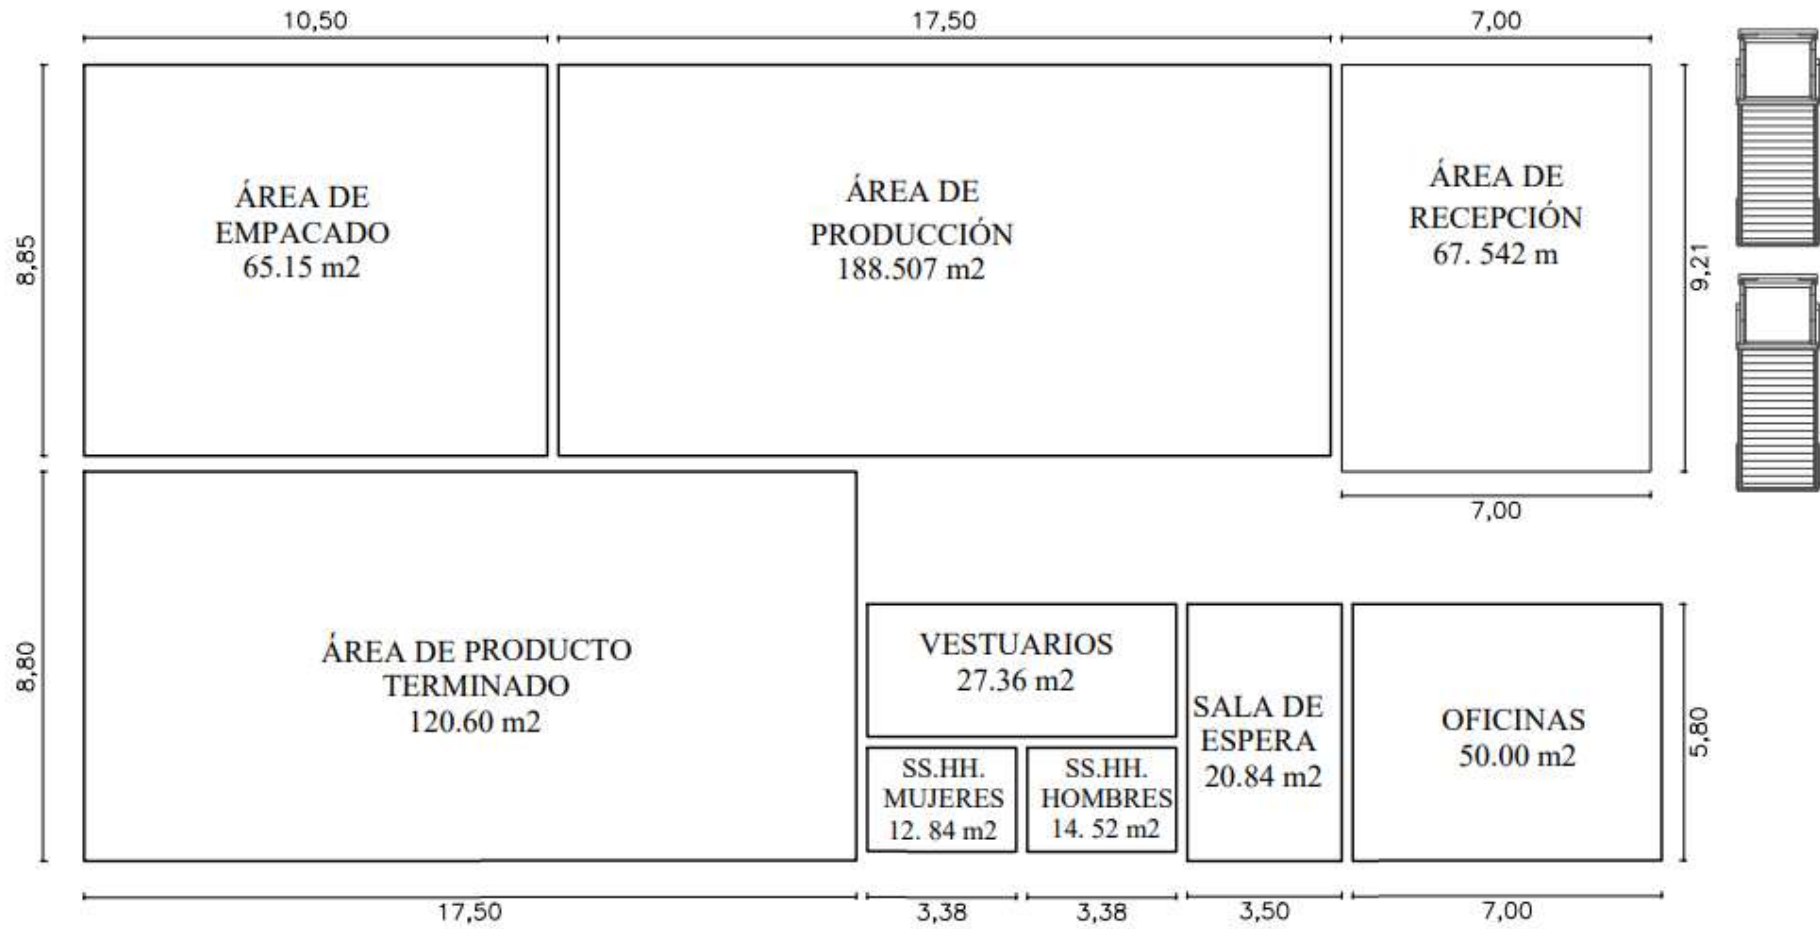 10,50
17,50
7,00
8,85
ÁREA DE
EMPACADO
65.15 m2
ÁREA DE
PRODUCCIÓN
188.507 m2
ÁREA DE
RECEPCIÓN
67. 542 m
9,21
7,00
8,80
ÁREA DE PRODUCTO
TERMINADO
120.60 m2
VESTUARIOS
27.36 m2
SS.HH.
MUJERES
12. 84 m2
SS.HH.
HOMBRES
14. 52 m2
SALA DE
ESPERA
20.84 m2
OFICINAS
50.00 m2
5,80
17,50
3,38
3,38
3,50
7,00